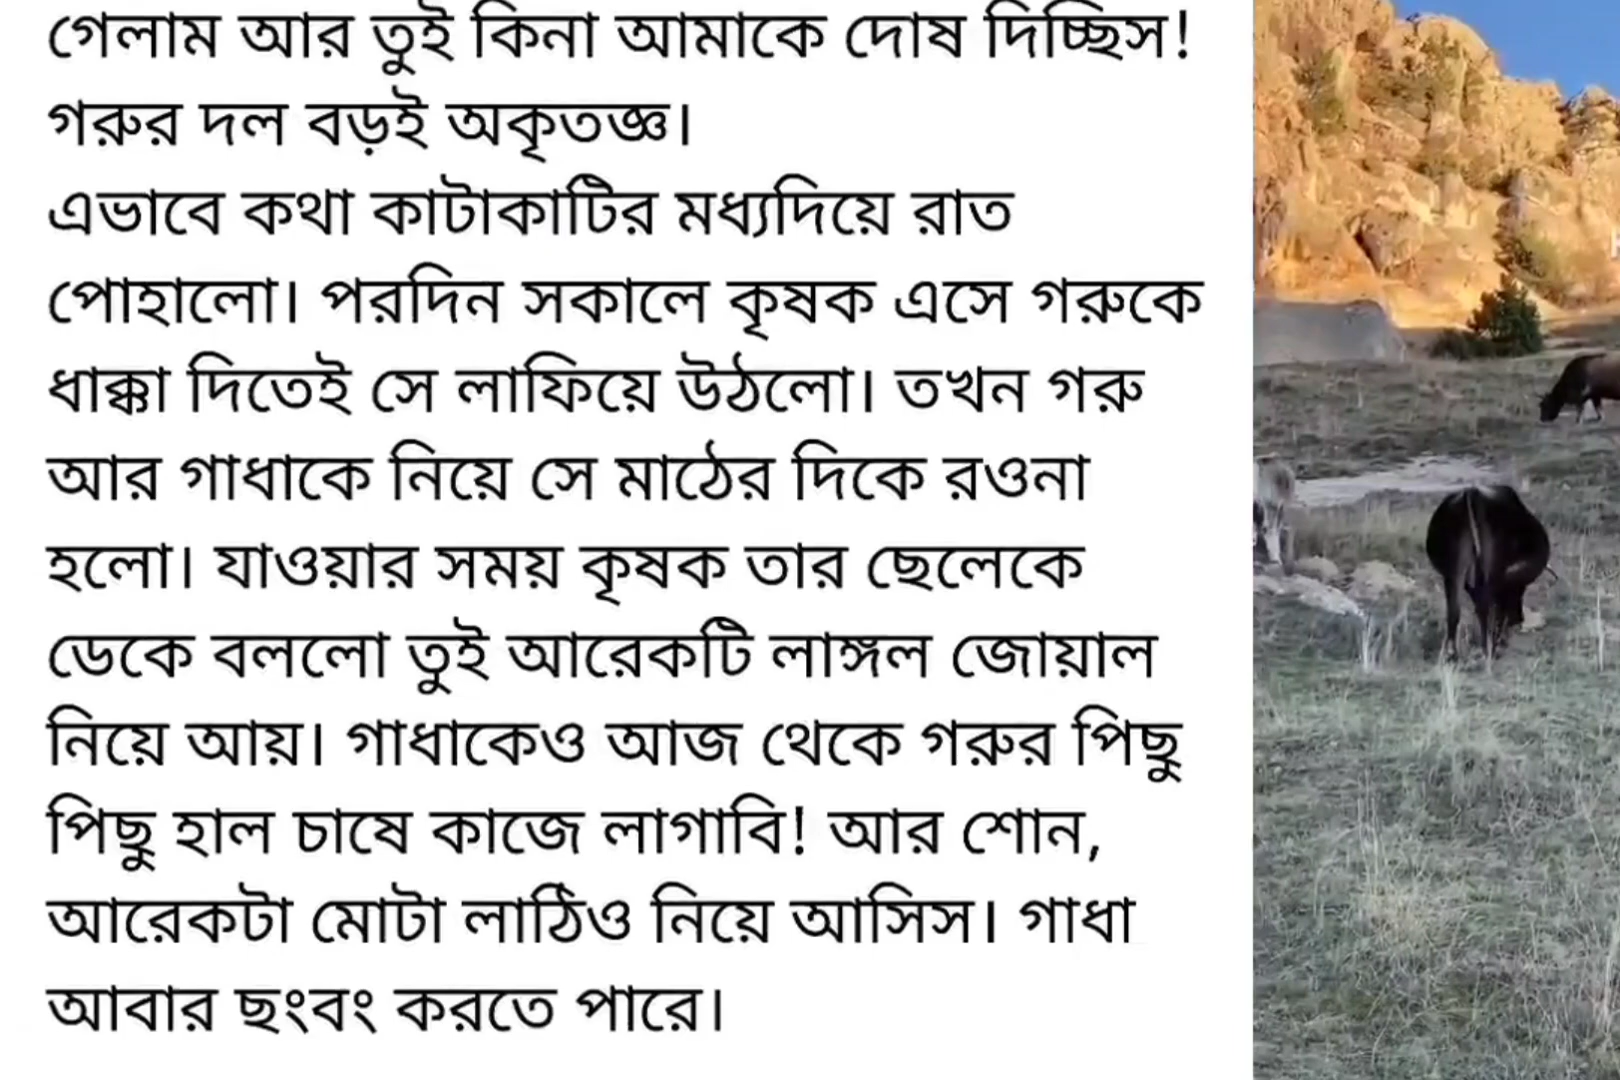 গেলাম আর তুই কিনা আমাকে দোষ দিচ্ছিস!
গরুর দল বড়ই অকৃতজ্ঞ।
এভাবে কথা কাটাকাটির মধ্যদিয়ে রাত
পোহালো। পরদিন সকালে কৃষক এসে গরুকে
ধাক্কা দিতেই সে লাফিয়ে উঠলো। তখন গরু
আর গাধাকে নিয়ে সে মাঠের দিকে রওনা
হলো। যাওয়ার সময় কৃষক তার ছেলেকে
ডেকে বললো তুই আরেকটি লাঙ্গল জোয়াল
নিয়ে আয়। গাধাকেও আজ থেকে গরুর পিছু
পিছু হাল চাষে কাজে লাগাবি! আর শোন,
আরেকটা মোটা লাঠিও নিয়ে আসিস। গাধা
আবার ছংবং করতে পারে।